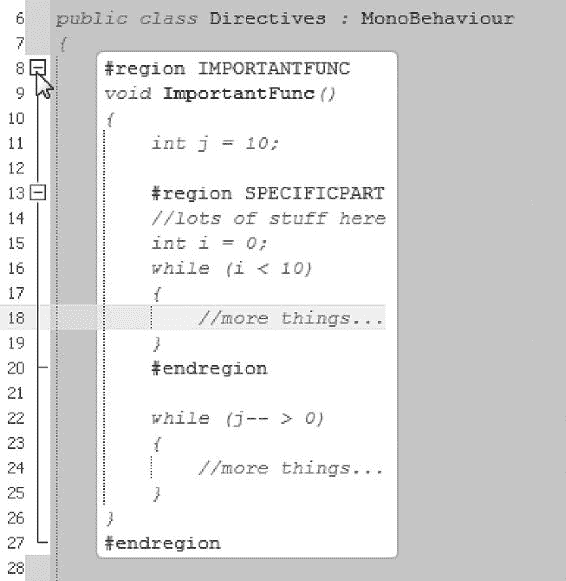 6 public class Directives : MonoBehaviour
7 {
8 #region IMPORTANTFUNC
9 void ImportantFunc()
10 {
11 int j = 10;
12
13 #region SPECIFICPART
14 //lots of stuff here
15 int i = 0;
16 while (i < 10)
17 {
18 //more things...
19 }
20 #endregion
21
22 while (j-- > 0)
23 {
24 //more things...
25 }
26 }
27 #endregion
28